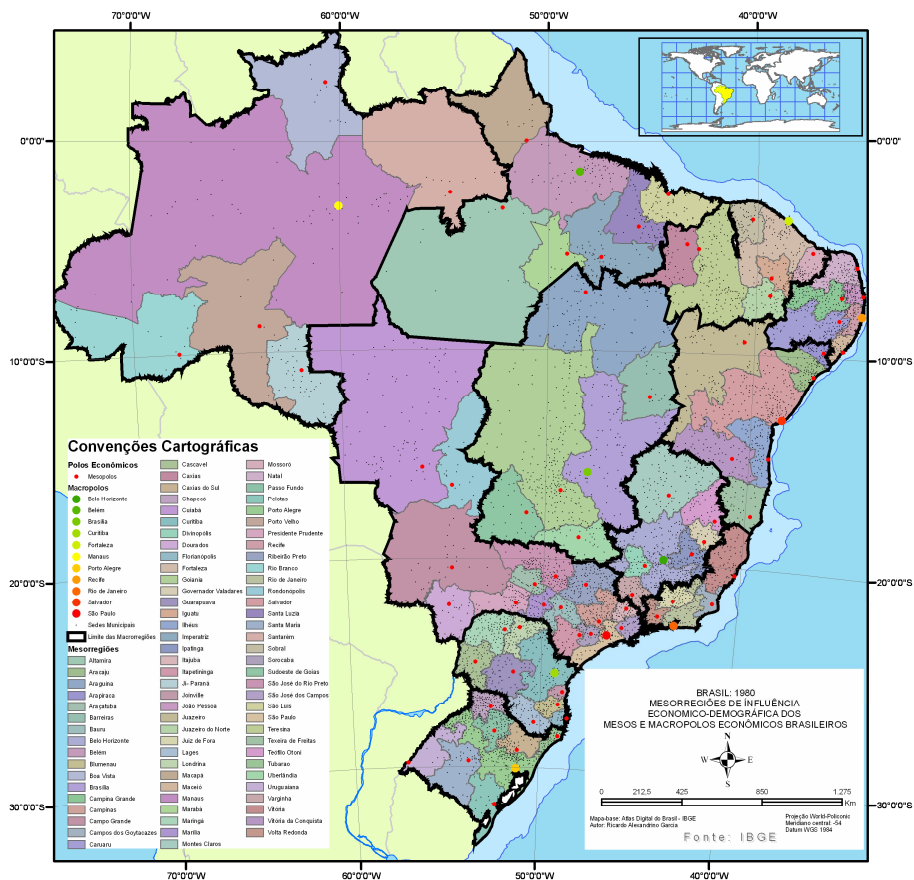 70°0'0"W
60°0'0"W
50°0'0"W
40°0'0"W
0°0'0"
0°0'0"
10°0'0"S
10°0'0"S
20°0'0"S
20°0'0"S
30°0'0"S
30°0'0"S
Convenções Cartográficas
Polos Econômicos
Mesopolos
Macropolos
Belo Horizonte
Belém
Brasília
Curitiba
Fortaleza
Manaus
Porto Alegre
Recife
Rio de Janeiro
Salvador
São Paulo
Sedes Municipais
Limite das Macrorregiões
Mesorregiões
Altamira
Aracaju
Araguina
Arapiraca
Araçatuba
Barreiras
Bauru
Belo Horizonte
Belém
Blumenau
Boa Vista
Brasília
Campina Grande
Campinas
Campo Grande
Campos dos Goytacazes
Caruaru
Cascavel
Caxias
Caxias do Sul
Chapecó
Cuiabá
Curitiba
Divinópolis
Dourados
Florianópolis
Fortaleza
Goiania
Governador Valadares
Guarapuava
Iguatu
Ilhéus
Imperatriz
Ipatinga
Itajuba
Itapetininga
Ji- Paraná
Joinville
João Pessoa
Juazeiro
Juazeiro do Norte
Juiz de Fora
Lages
Londrina
Macapá
Maceió
Manaus
Marabá
Maringá
Marília
Montes Claros
Mossoró
Natal
Passo Fundo
Pelotas
Porto Alegre
Porto Velho
Presidente Prudente
Recife
Ribeirão Preto
Rio Branco
Rio de Janeiro
Rondonópolis
Salvador
Santa Luzia
Santa Maria
Santarém
Sobral
Sorocaba
Sudoeste de Goias
São José do Rio Preto
São José dos Campos
São Luis
São Paulo
Teresina
Texeira de Freitas
Teófilo Otoni
Tubarao
Uberlândia
Uruguaiana
Varginha
Vitória
Vitória da Conquista
Volta Redonda
BRASIL: 1980
MESORREGIÕES DE INFLUÊNCIA
ECONOMICO-DEMOGRÁFICA DOS
MESOS E MACROPOLOS ECONÔMICOS BRASILEIROS
N
W E
S
0 212,5 425 850 1.275
Km
Mapa-base: Atlas Digital do Brasil - IBGE
Autor: Ricardo Alexandrino Garcia
Projeção World-Policonic
Meridiano central: -54
Datum WGS 1984
Fonte: IBGE
70°0'0"W
60°0'0"W
50°0'0"W
40°0'0"W